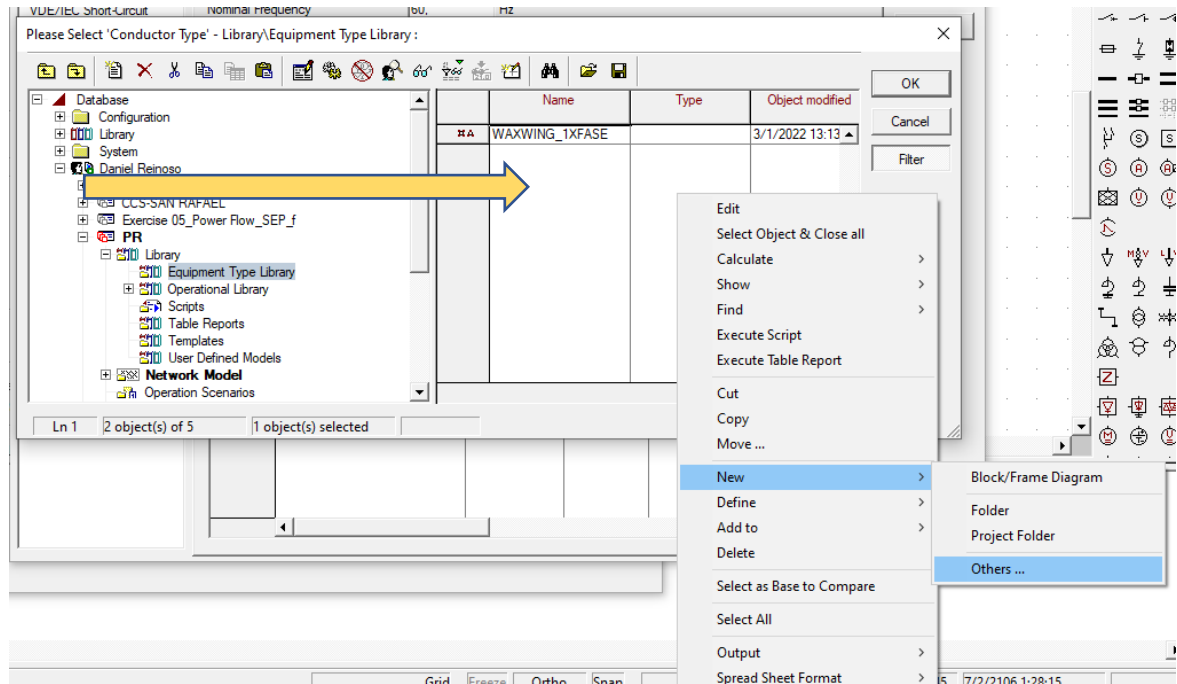 VDE/IEC Short-Circuit
Nominal Frequency
60,
Hz
Please Select 'Conductor Type' - Library\Equipment Type Library :
OK
Cancel
Filter
Database
Configuration
Library
System
Daniel Reinoso
CCS-SAN RAFAEL
Exercise 05_Power Flow_SEP_f
PR
Library
Equipment Type Library
Operational Library
Scripts
Table Reports
Templates
User Defined Models
Network Model
Operation Scenarios
Name
Type
Object modified
WAXWING_1XFASE
3/1/2022 13:13
Ln 1
2 object(s) of 5
1 object(s) selected
Edit
Select Object & Close all
Calculate
Show
Find
Execute Script
Execute Table Report
Cut
Copy
Move ...
New
Define
Add to
Delete
Select as Base to Compare
Select All
Output
Spread Sheet Format
Block/Frame Diagram
Folder
Project Folder
Others ...
Grid
Freeze
Ortho
Snap
7/2/2106 1:28:15